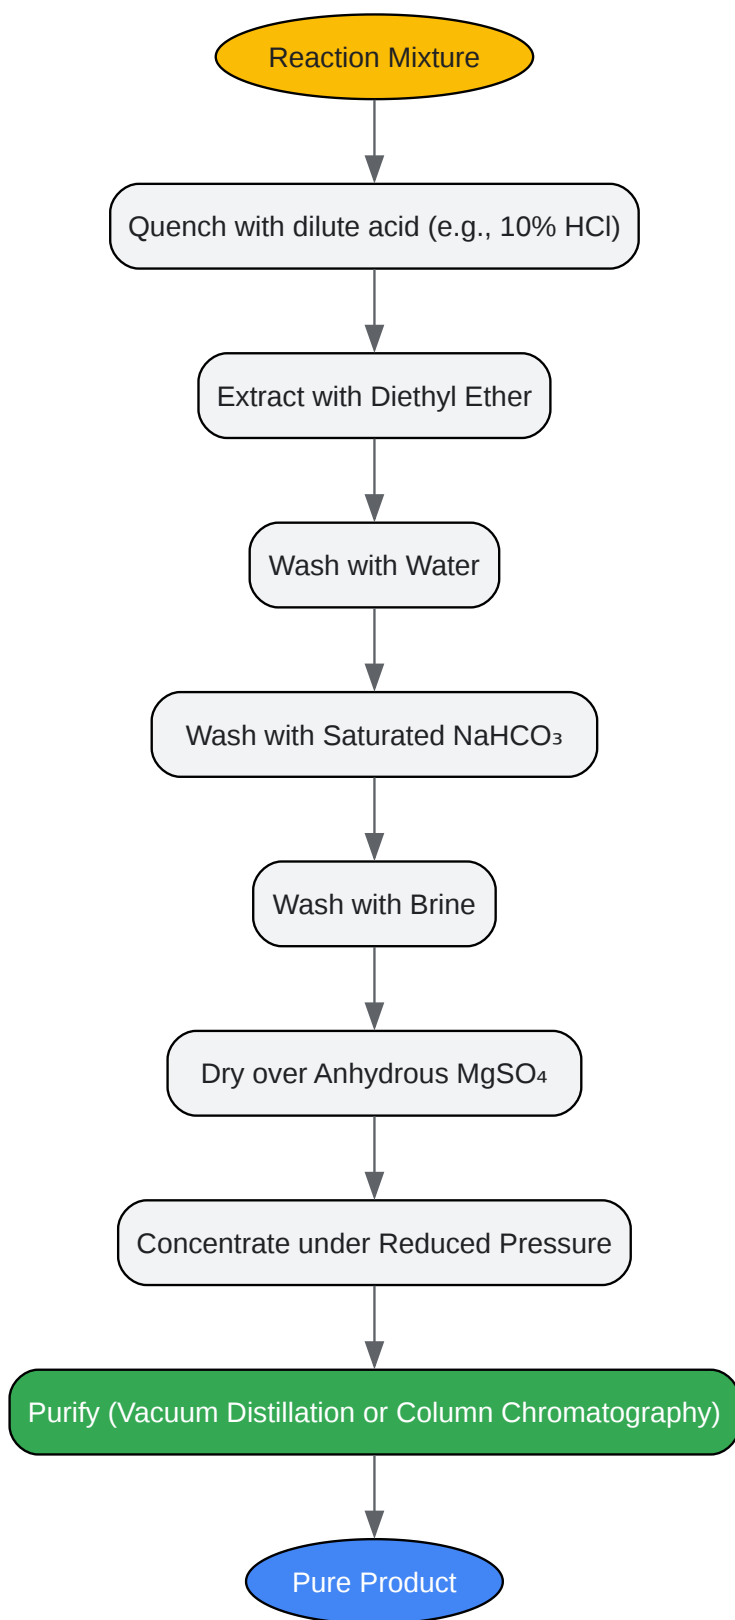 Reaction Mixture
Quench with dilute acid (e.g., 10% HCl)
Extract with Diethyl Ether
Wash with Water
Wash with Saturated NaHCO₃
Wash with Brine
Dry over Anhydrous MgSO₄
Concentrate under Reduced Pressure
Purify (Vacuum Distillation or Column Chromatography)
Pure Product